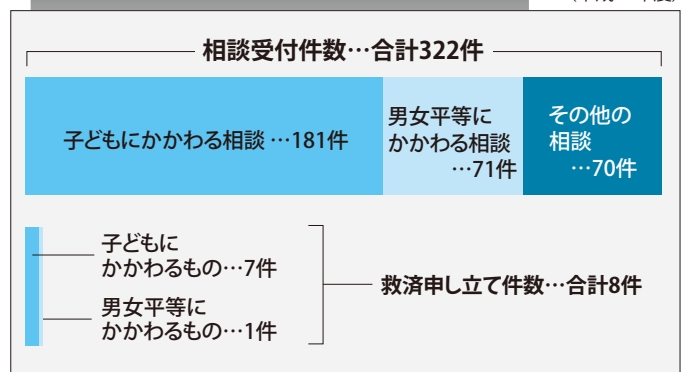 相談受付件数…合計322件
子どもにかかわる相談 …181件
男女平等に
かかわる相談
…71件
その他の
相談
…70件
子どもに
かかわるもの…7件
男女平等に
かかわるもの…1件
救済申し立て件数…合計8件